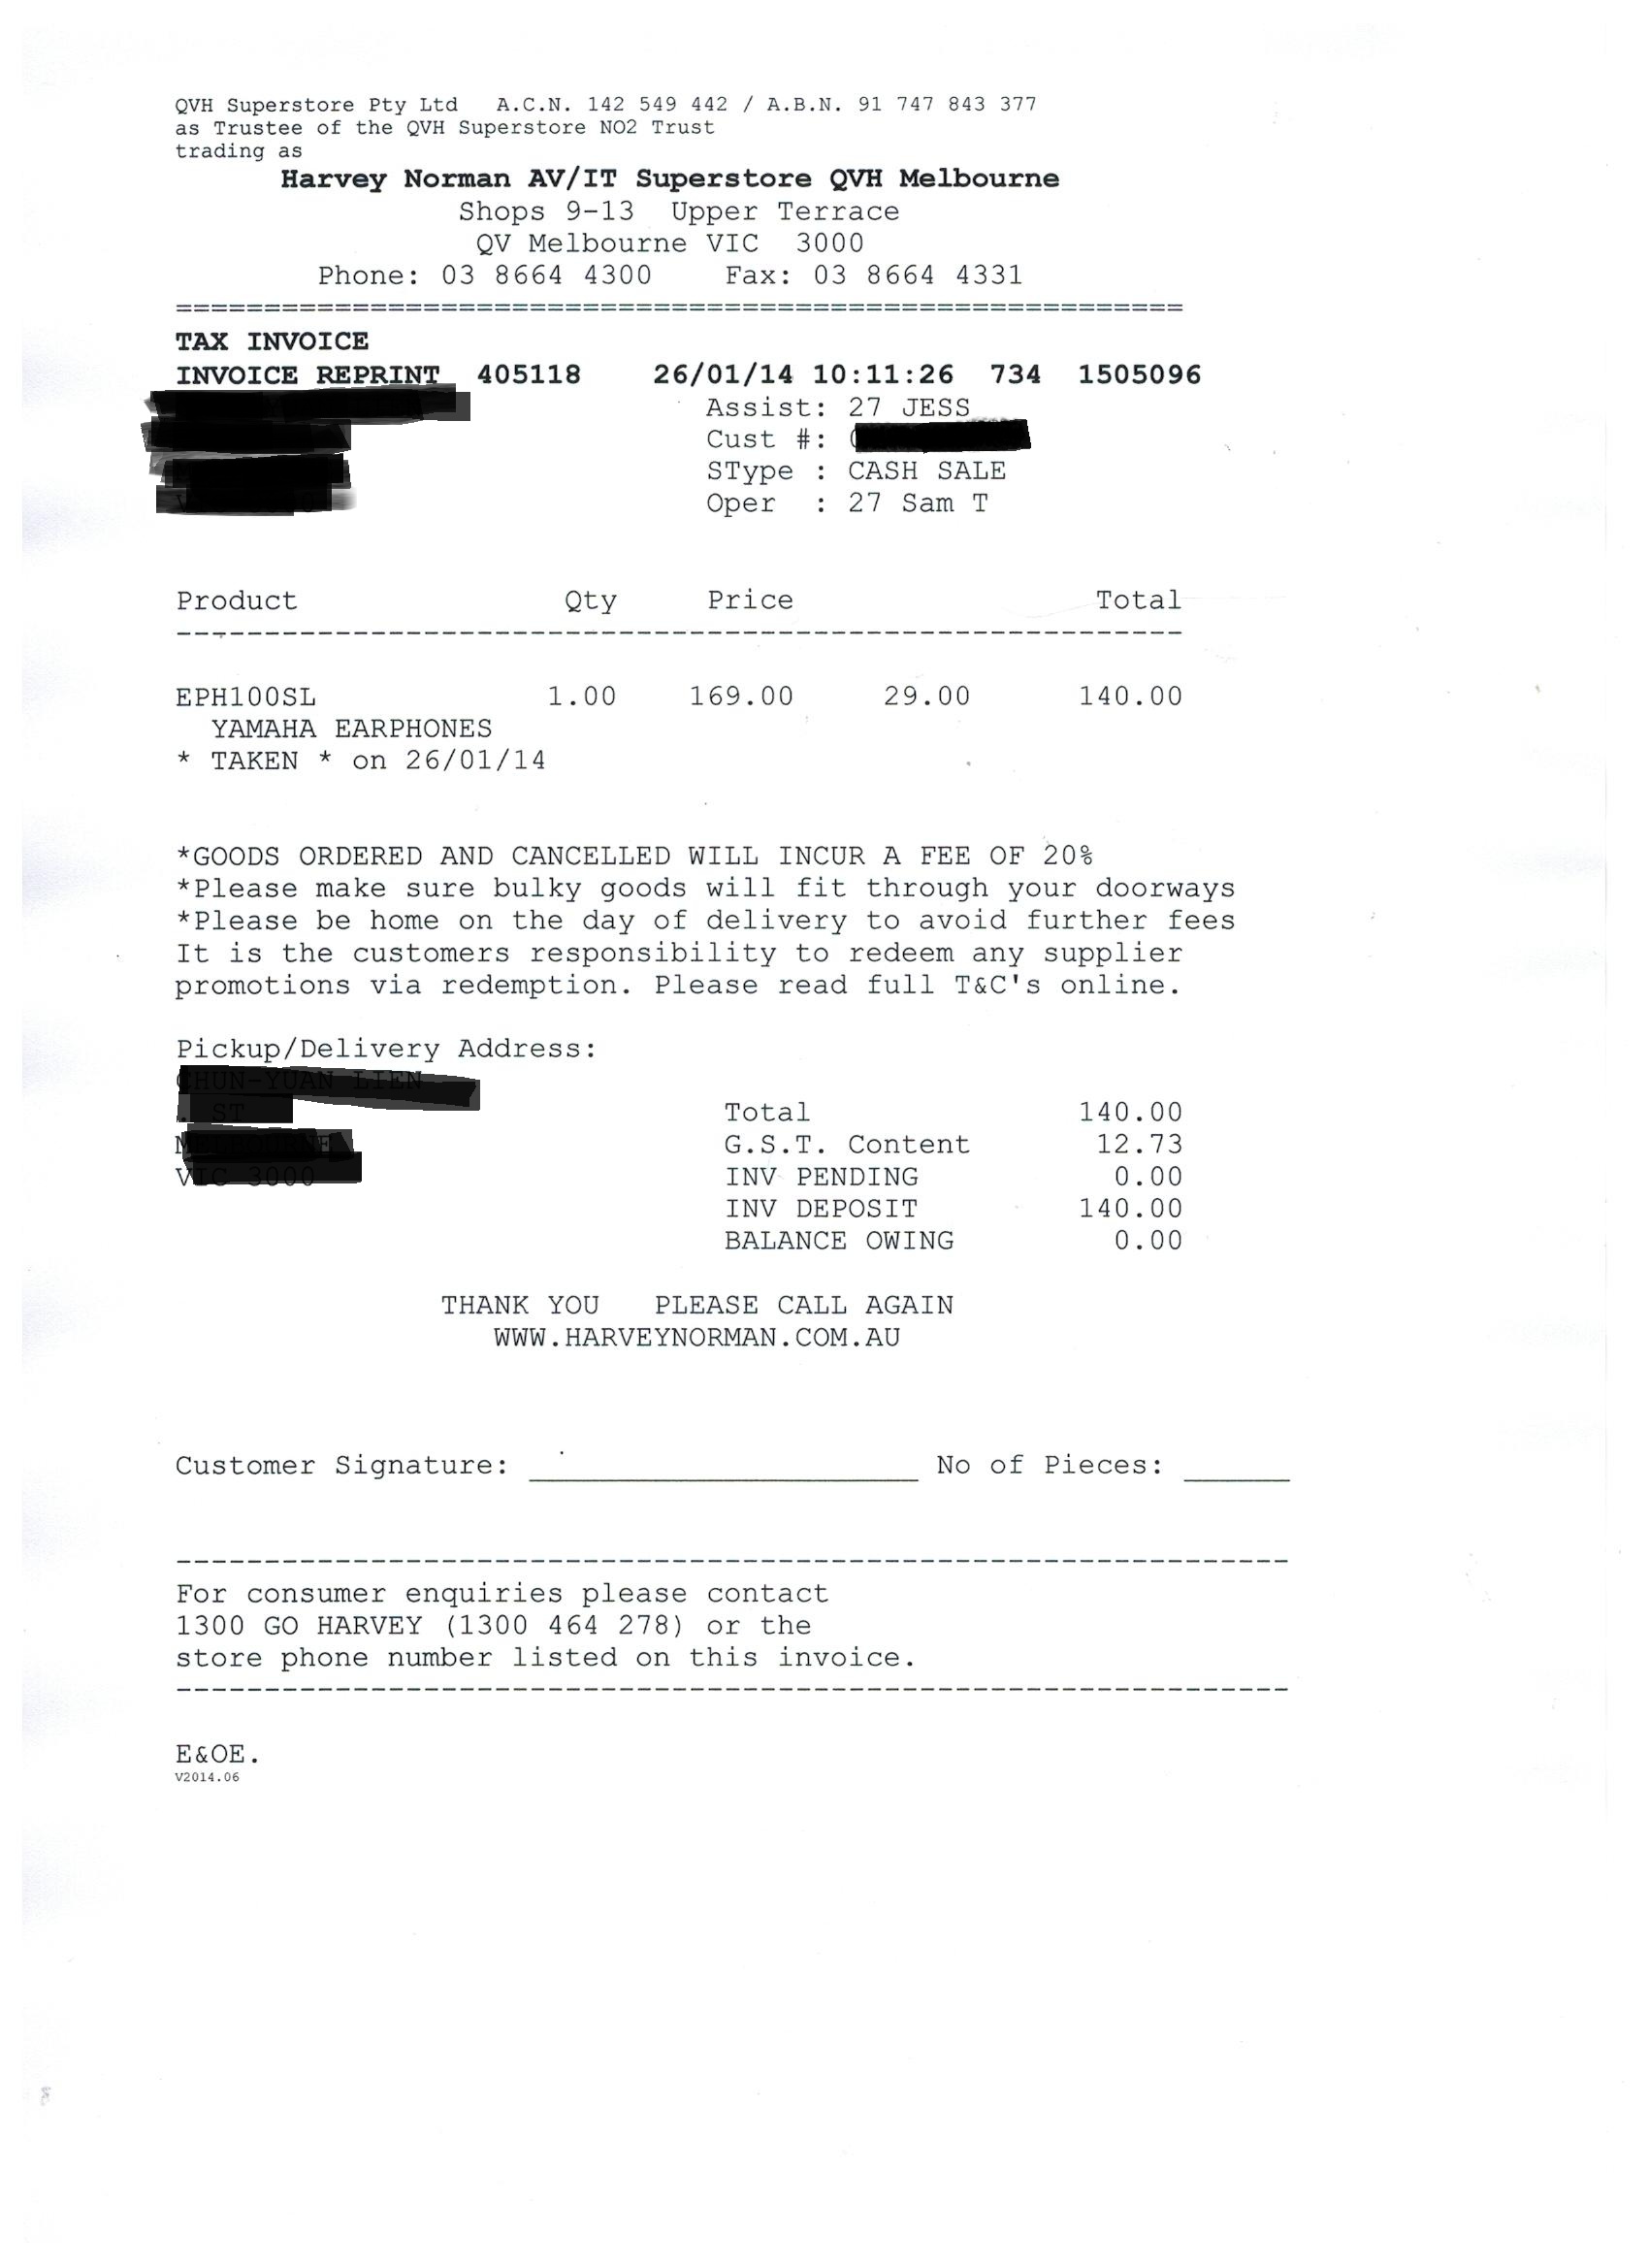 QVH Superstore Pty Ltd A.C.N. 142 549 442 / A.B.N. 91 747 843 377
as Trustee of the QVH Superstore NO2 Trust
trading as
Harvey Norman AV/IT Superstore QVH Melbourne
Shops 9-13 Upper Terrace
QV Melbourne VIC 3000
Phone: 03 8664 4300 Fax: 03 8664 4331
=========================================================
TAX INVOICE
INVOICE REPRINT 405118 26/01/14 10:11:26 734 1505096
Assist: 27 JESS
Cust #:
SType : CASH SALE
Oper : 27 Sam T
Product Qty Price Total
---------------------------------------------------------
EPH100SL 1.00 169.00 29.00 140.00
YAMAHA EARPHONES
* TAKEN * on 26/01/14
*GOODS ORDERED AND CANCELLED WILL INCUR A FEE OF 20%
*Please make sure bulky goods will fit through your doorways
*Please be home on the day of delivery to avoid further fees
It is the customers responsibility to redeem any supplier
promotions via redemption. Please read full T&C's online.
Pickup/Delivery Address:
Total 140.00
G.S.T. Content 12.73
INV PENDING 0.00
INV DEPOSIT 140.00
BALANCE OWING 0.00
THANK YOU PLEASE CALL AGAIN
WWW.HARVEYNORMAN.COM.AU
Customer Signature: ______________________ No of Pieces: ______
---------------------------------------------------------------
For consumer enquiries please contact
1300 GO HARVEY (1300 464 278) or the
store phone number listed on this invoice.
---------------------------------------------------------------
E&OE.
V2014.06